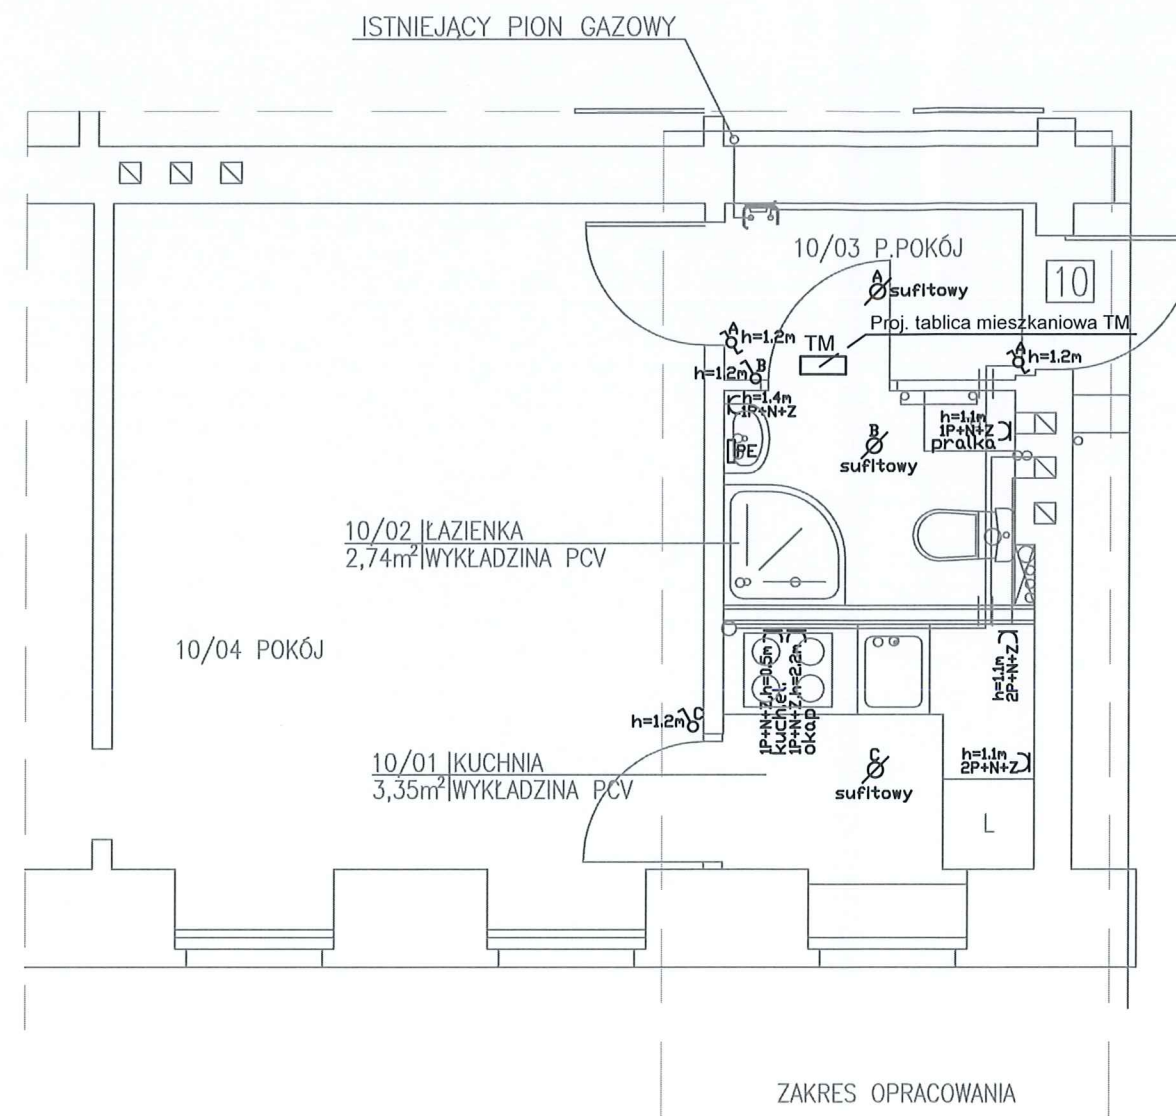 ISTNIEJĄCY PION GAZOWY
10/03 P.POKÓJ
10
A
sufitowy
Proj. tablica mieszkaniowa TM
A
h=1,2m
TM
A
h=1.2m
h=1.2m
B
h=1.4m
1P+N+Z
h=1.1m
1P+N+Z
pralka
B
sufitowy
PE
10/02 ŁAZIENKA
2,74m² WYKŁADZINA PCV
10/04 POKÓJ
1P+N+Z,h=0.5m
kuch.el.
1P+N+Z,h=2.2m
okap
h=1.1m
2P+N+Z
h=1.2m
C
10/01 KUCHNIA
3,35m² WYKŁADZINA PCV
C
sufitowy
h=1.1m
2P+N+Z
L
ZAKRES OPRACOWANIA